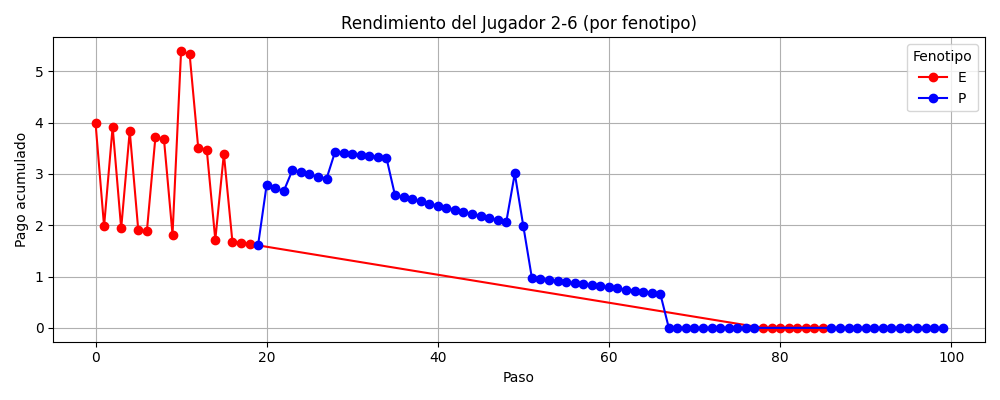 Rendimiento del Jugador 2-6 (por fenotipo)
Pago acumulado
5
4
3
2
1
0
Fenotipo
E
P
0 20 40 60 80 100
Paso